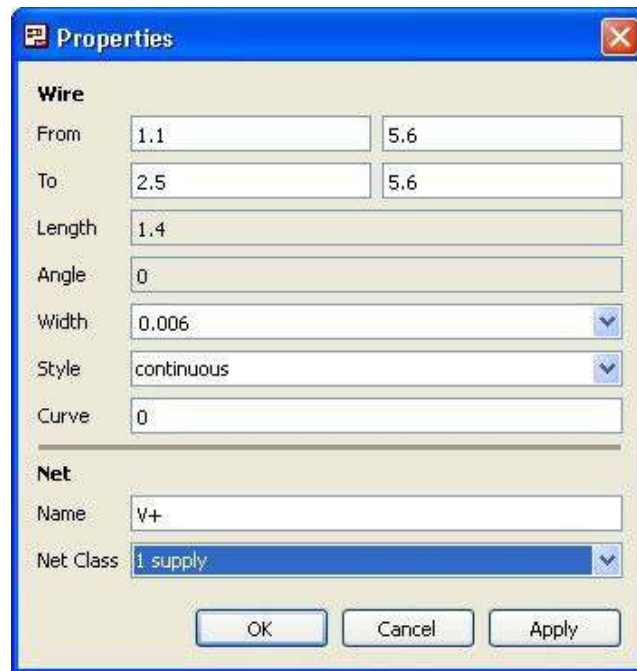 Properties
Wire
From 1.1 5.6
To 2.5 5.6
Length 1.4
Angle 0
Width 0.006
Style continuous
Curve 0
Net
Name V+
Net Class 1 supply
OK Cancel Apply